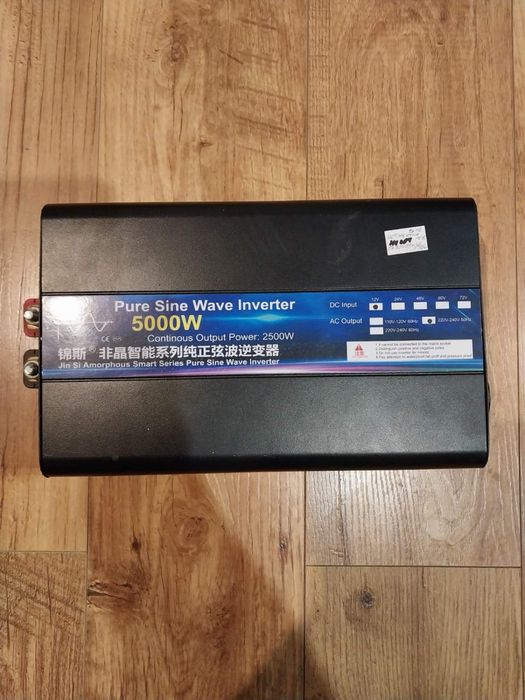 Pure Sine Wave Inverter
5000W
Continous Output Power: 2500W
锦斯® 非晶智能系列纯正弦波逆变器
Jin Si Amorphous Smart Series Pure Sine Wave Inverter
DC Input
12V 24V 48V 60V 72V
AC Output
110V-120V 60Hz 220V-240V 50Hz
220V-240V 60Hz